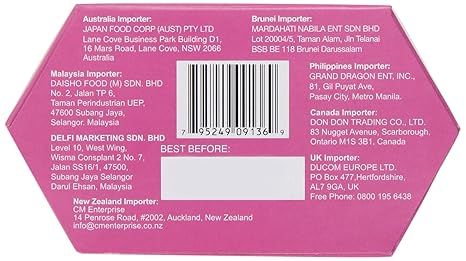 Australia Importer:
JAPAN FOOD CORP (AUST) PTY LTD
Lane Cove Business Park Building D1,
16 Mars Road, Lane Cove, NSW 2066
Australia
Malaysia Importer:
DAISHO FOOD (M) SDN. BHD
No. 2, Jalan TP 6,
Taman Perindustrian UEP,
47600 Subang Jaya,
Selangor. Malaysia
DELFI MARKETING SDN. BHD
Level 10, West Wing,
Wisma Consplant 2 No. 7,
Jalan SS16/1, 47500,
Subang Jaya Selangor
Darul Ehsan, Malaysia
New Zealand Importer:
CM Enterprise
14 Penrose Road, #2002, Auckland, New Zealand
info@cmenterprise.co.nz
7 95249 09136 9
BEST BEFORE:
Brunei Importer:
MARDAHATI NABILA ENT SDN BHD
Lot 20004/5, Taman Alam, Jln Telanai
BSB BE 118 Brunei Darussalam
Philippines Importer:
GRAND DRAGON ENT, INC.,
81, Gil Puyat Ave,
Pasay City, Metro Manila.
Canada Importer:
DON DON TRADING CO., LTD.
83 Nugget Avenue, Scarborough,
Ontario M1S 3B1, Canada
UK Importer:
DUCOM EUROPE LTD.
PO Box 477,Hertfordshire,
AL7 9GA, UK
Free Phone: 0800 195 6438